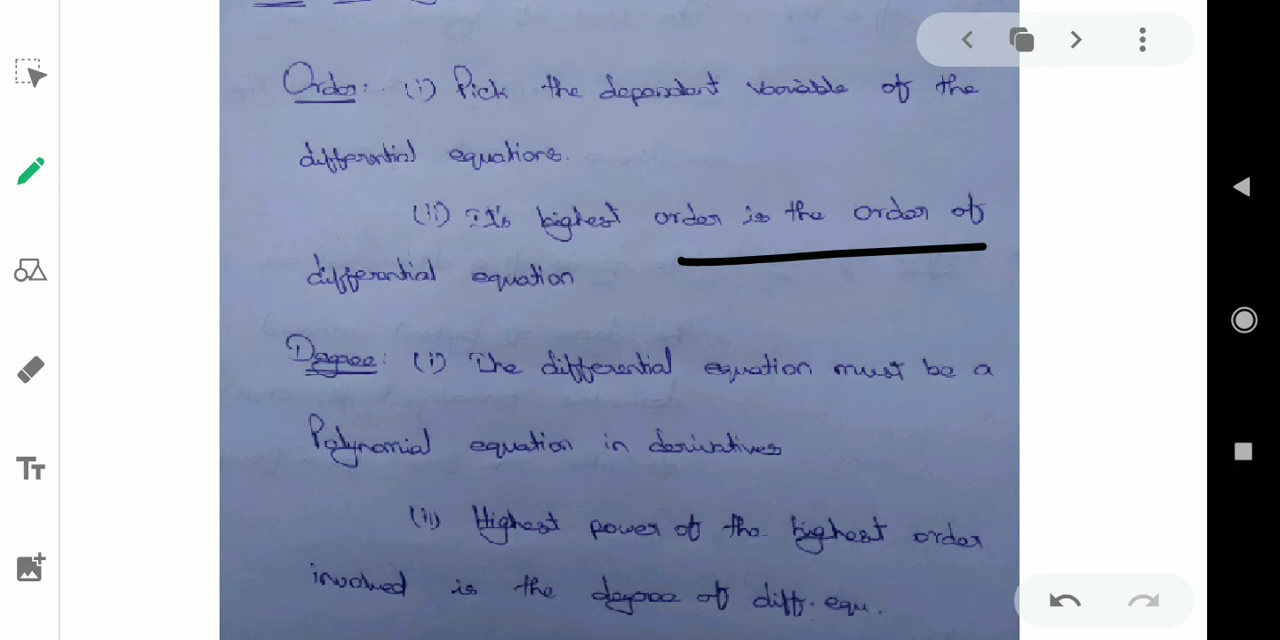 Order: (i) Pick the dependent variable of the
differential equations.
(ii) It's highest order is the order of
differential equation
Degree: (i) The differential equation must be a
Polynomial equation in derivatives
(ii) Highest power of the highest order
involved is the degree of diff. equ.
TT